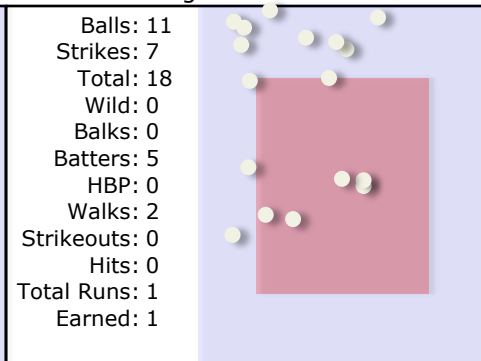 Balls: 11
Strikes: 7
Total: 18
Wild: 0
Balks: 0
Batters: 5
HBP: 0
Walks: 2
Strikeouts: 0
Hits: 0
Total Runs: 1
Earned: 1